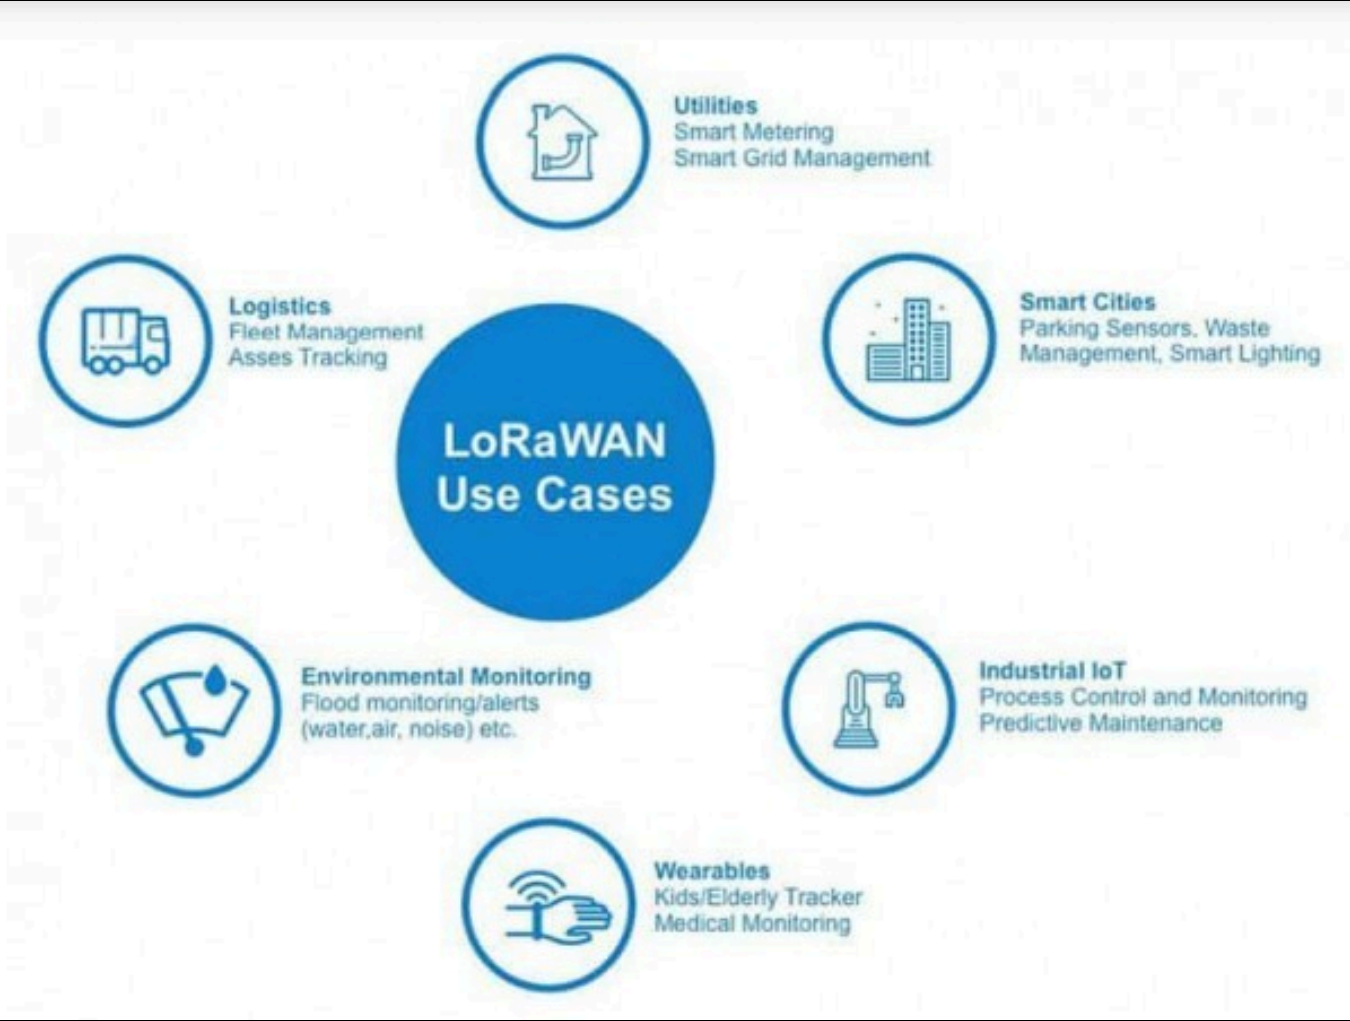 Utilities
Smart Metering
Smart Grid Management
Logistics
Fleet Management
Asses Tracking
Smart Cities
Parking Sensors, Waste
Management, Smart Lighting
LoRaWAN
Use Cases
Environmental Monitoring
Flood monitoring/alerts
(water,air, noise) etc.
Industrial IoT
Process Control and Monitoring
Predictive Maintenance
Wearables
Kids/Elderly Tracker
Medical Monitoring